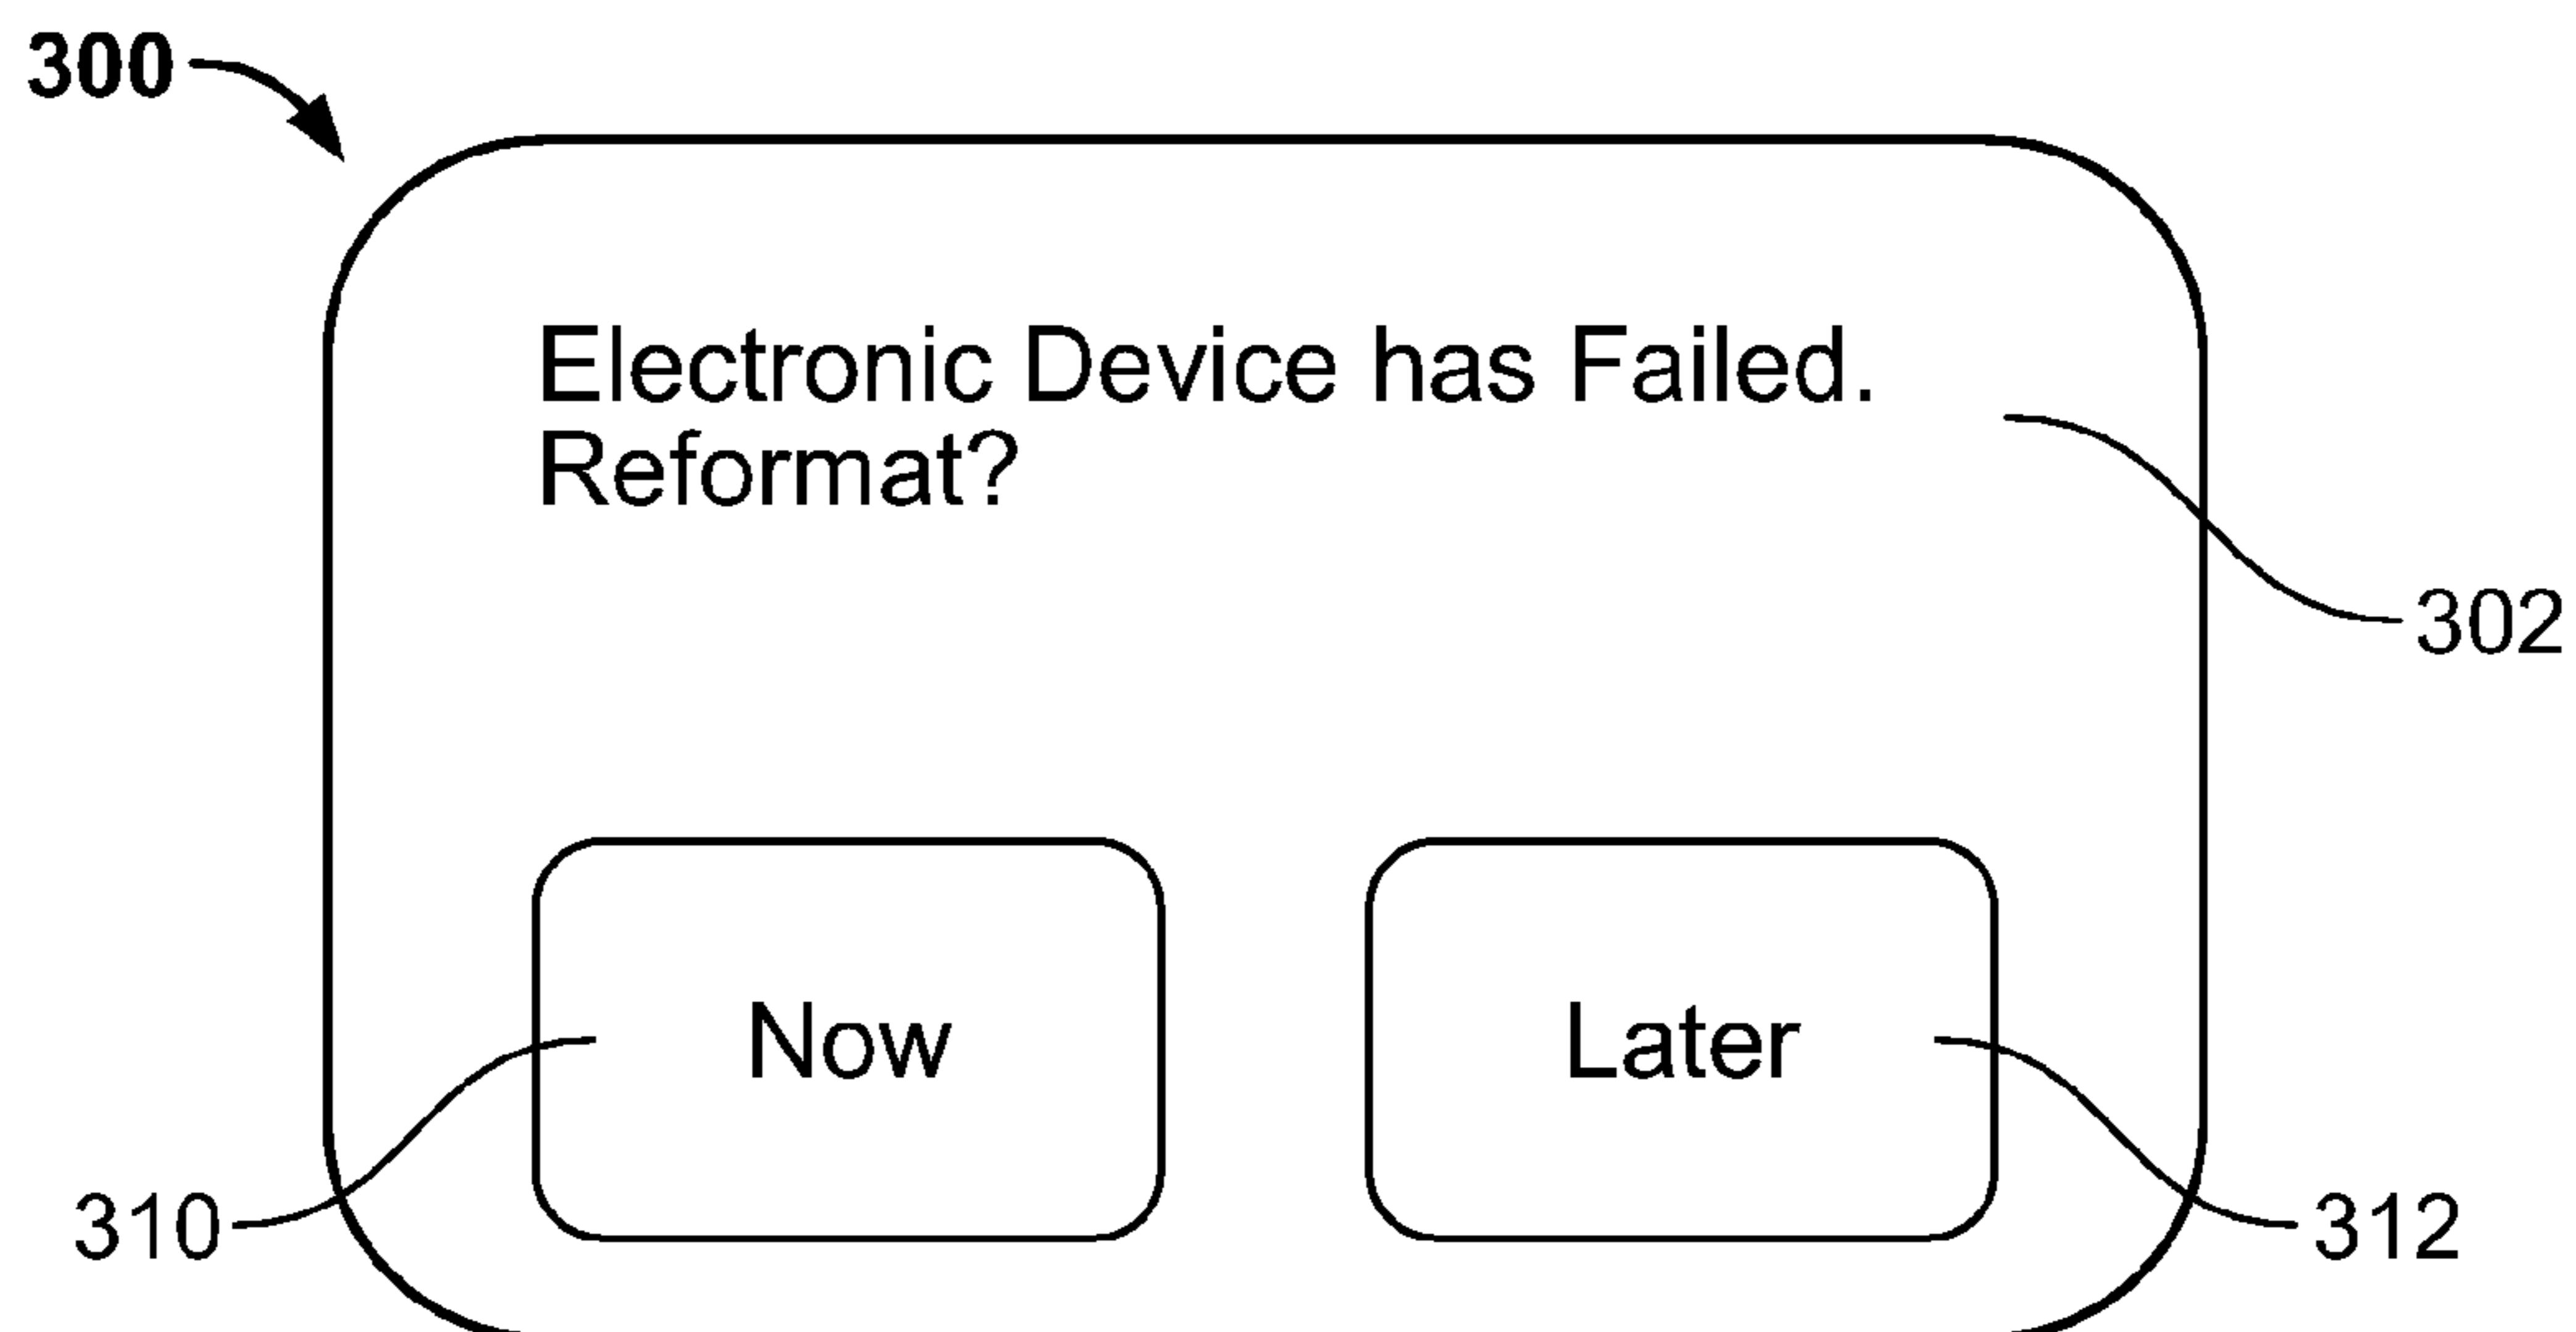 300
Electronic Device has Failed.
Reformat?
302
Now
Later
310
312